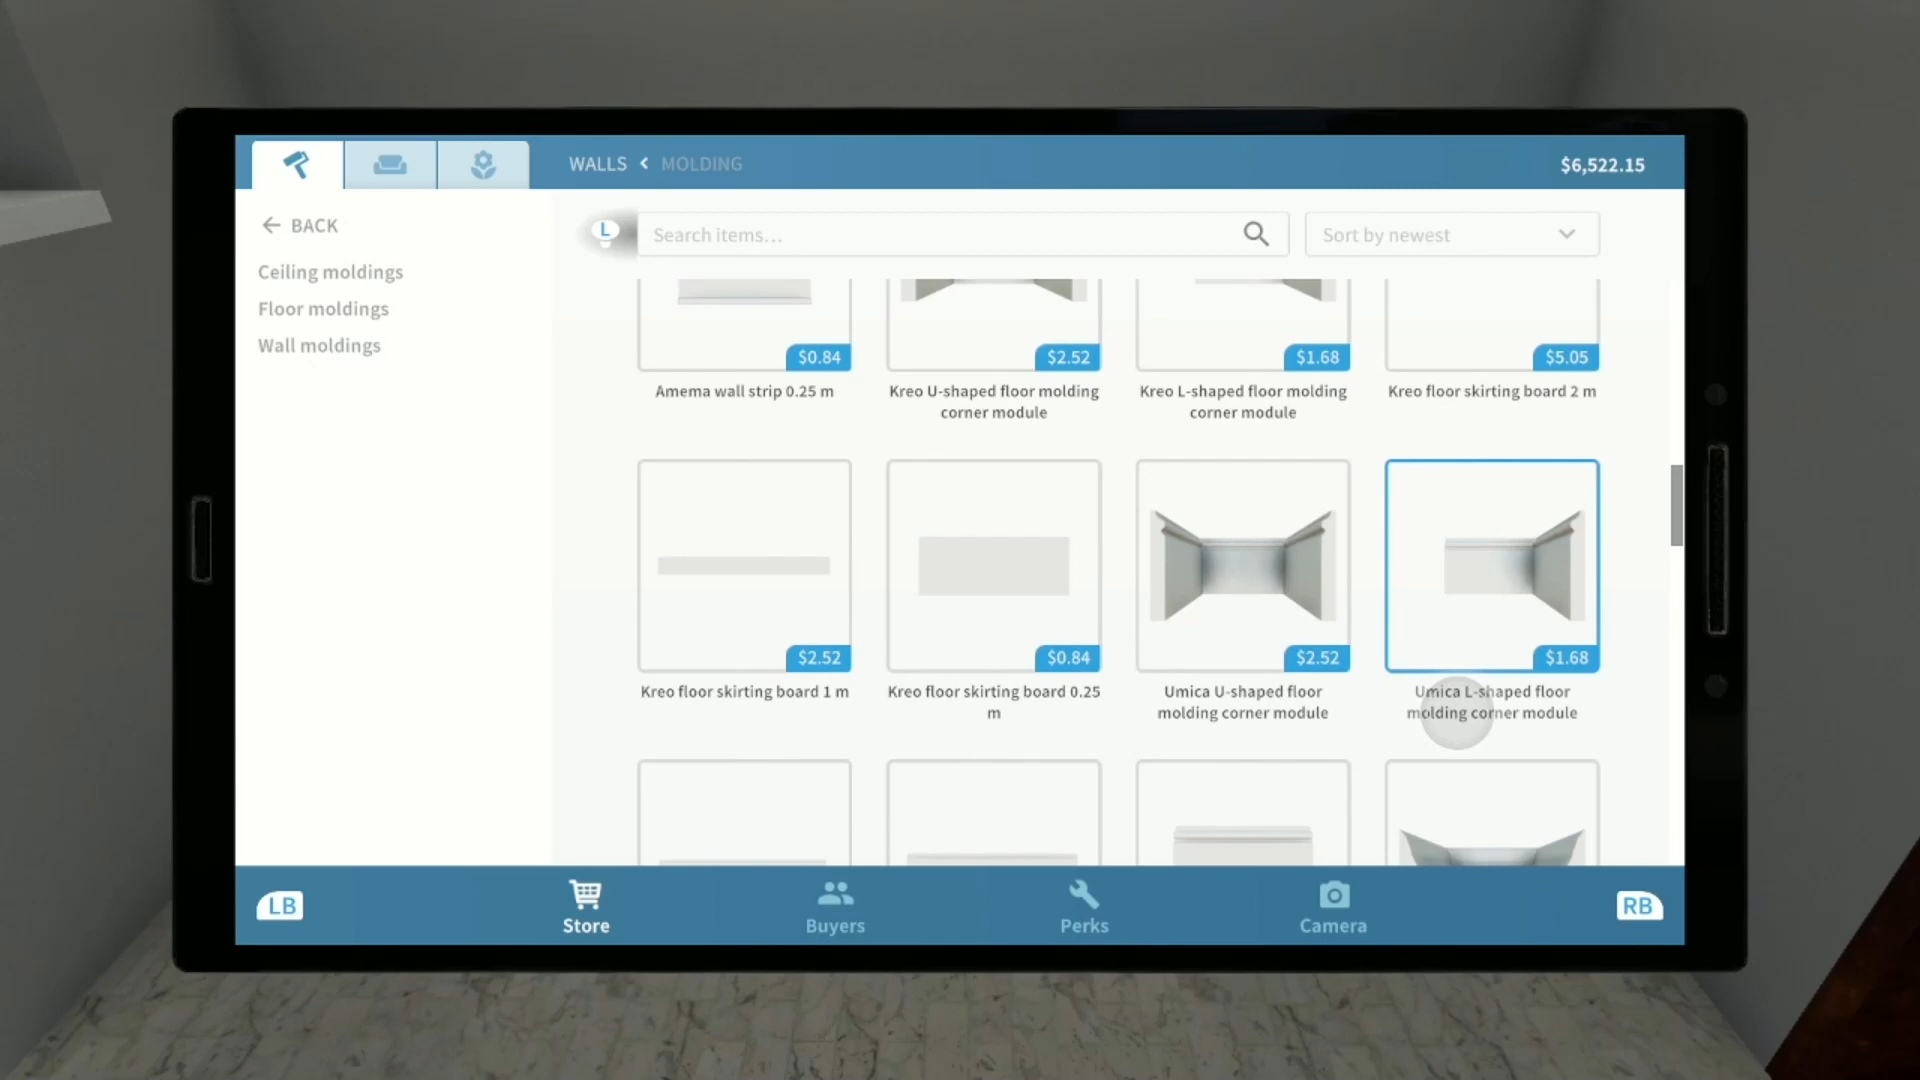 WALLS < MOLDING
$6,522.15
BACK
Ceiling moldings
Floor moldings
Wall moldings
L
Search items...
Sort by newest
$0.84
Amema wall strip 0.25 m
$2.52
Kreo U-shaped floor molding
corner module
$1.68
Kreo L-shaped floor molding
corner module
$5.05
Kreo floor skirting board 2 m
$2.52
Kreo floor skirting board 1 m
$0.84
Kreo floor skirting board 0.25
m
$2.52
Umica U-shaped floor
molding corner module
$1.68
Umica L-shaped floor
molding corner module
LB
Store
Buyers
Perks
Camera
RB